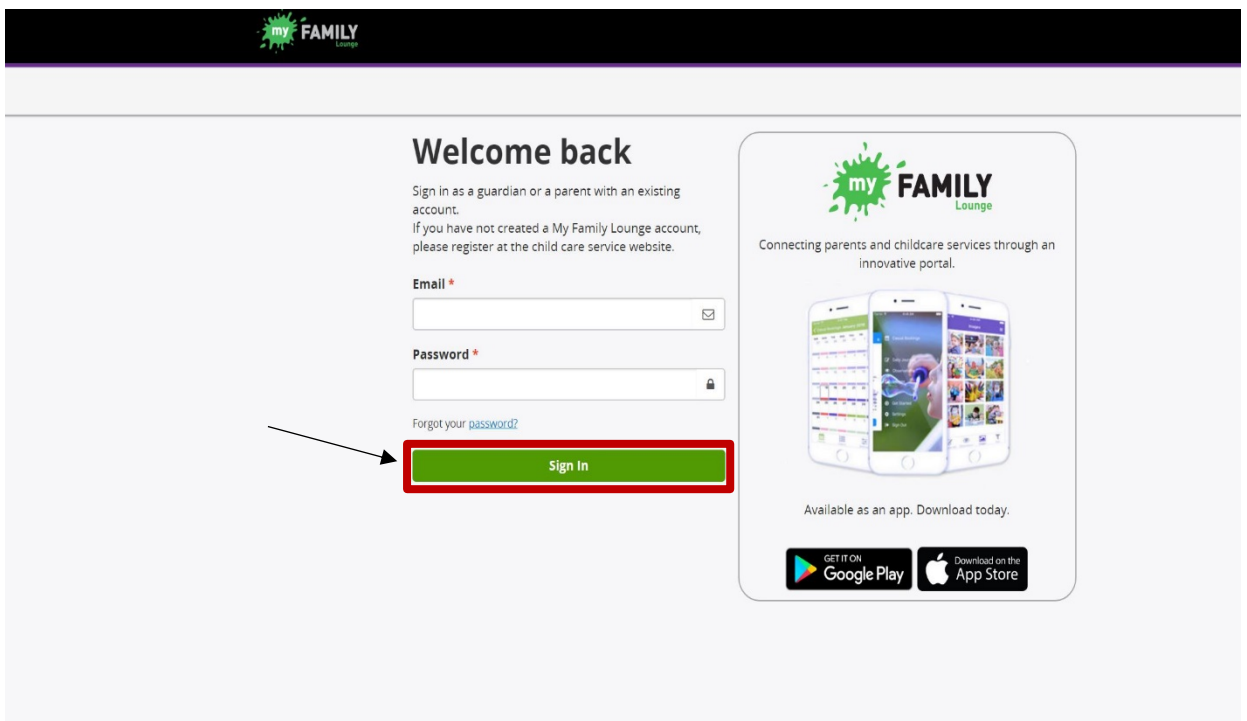 my FAMILY
Lounge
Welcome back
Sign in as a guardian or a parent with an existing
account.
If you have not created a My Family Lounge account,
please register at the child care service website.
Email *
Password *
Forgot your password?
Sign In
my FAMILY
Lounge
Connecting parents and childcare services through an
innovative portal.
Available as an app. Download today.
GET IT ON
Google Play
Download on the
App Store